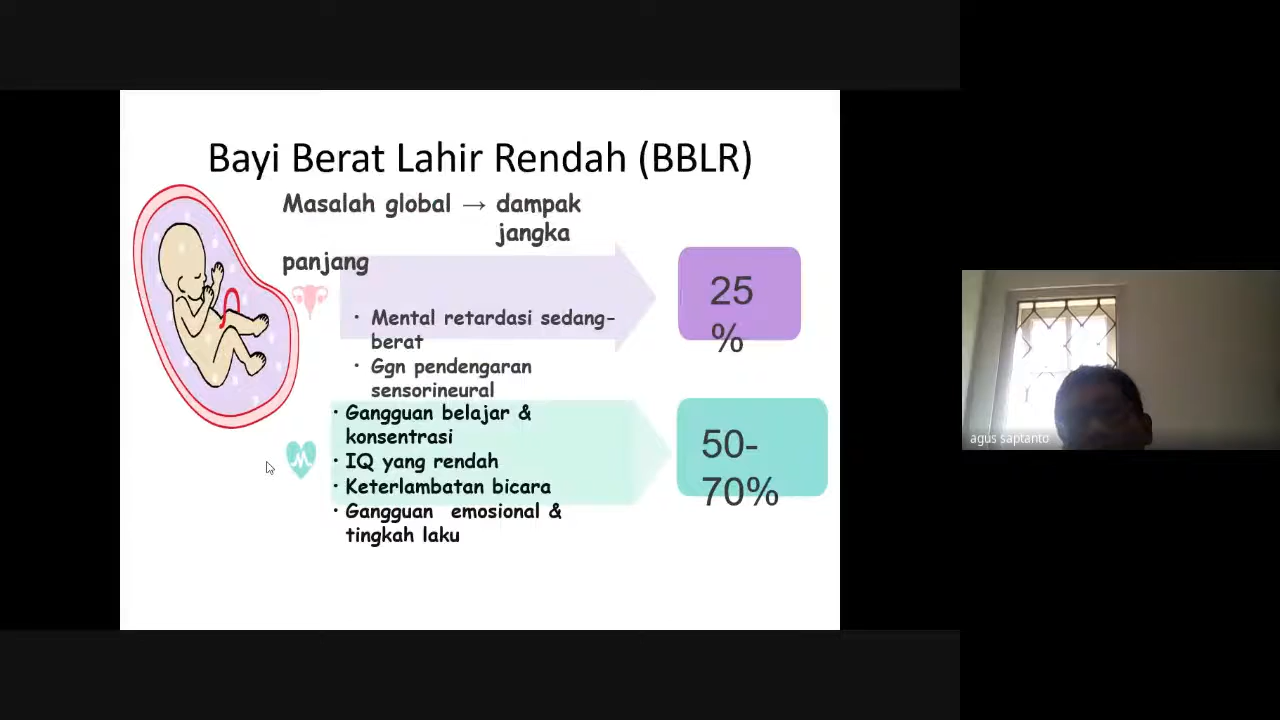 Bayi Berat Lahir Rendah (BBLR)
Masalah global → dampak
jangka
panjang
• Mental retardasi sedang-
berat
• Ggn pendengaran
sensorineural
25
%
• Gangguan belajar &
konsentrasi
• IQ yang rendah
• Keterlambatan bicara
• Gangguan emosional &
tingkah laku
50-
70%
agus saptanto